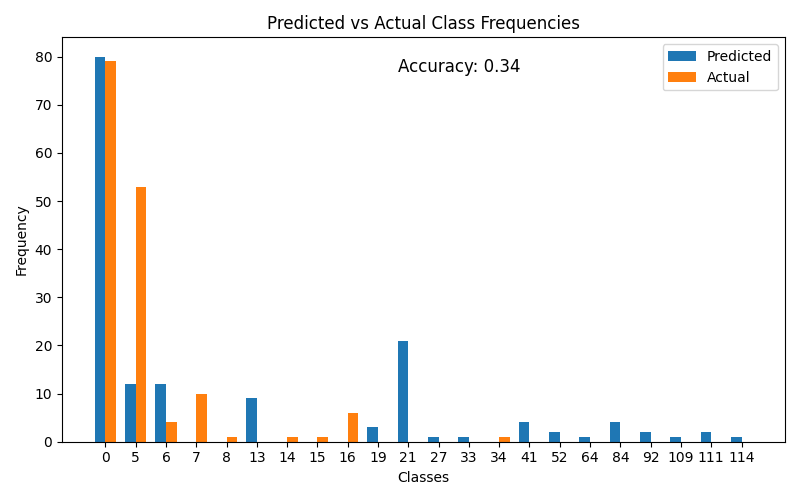 Predicted vs Actual Class Frequencies
Accuracy: 0.34
Predicted
Actual
Frequency
80
70
60
50
40
30
20
10
0
0 5 6 7 8 13 14 15 16 19 21 27 33 34 41 52 64 84 92 109 111 114
Classes